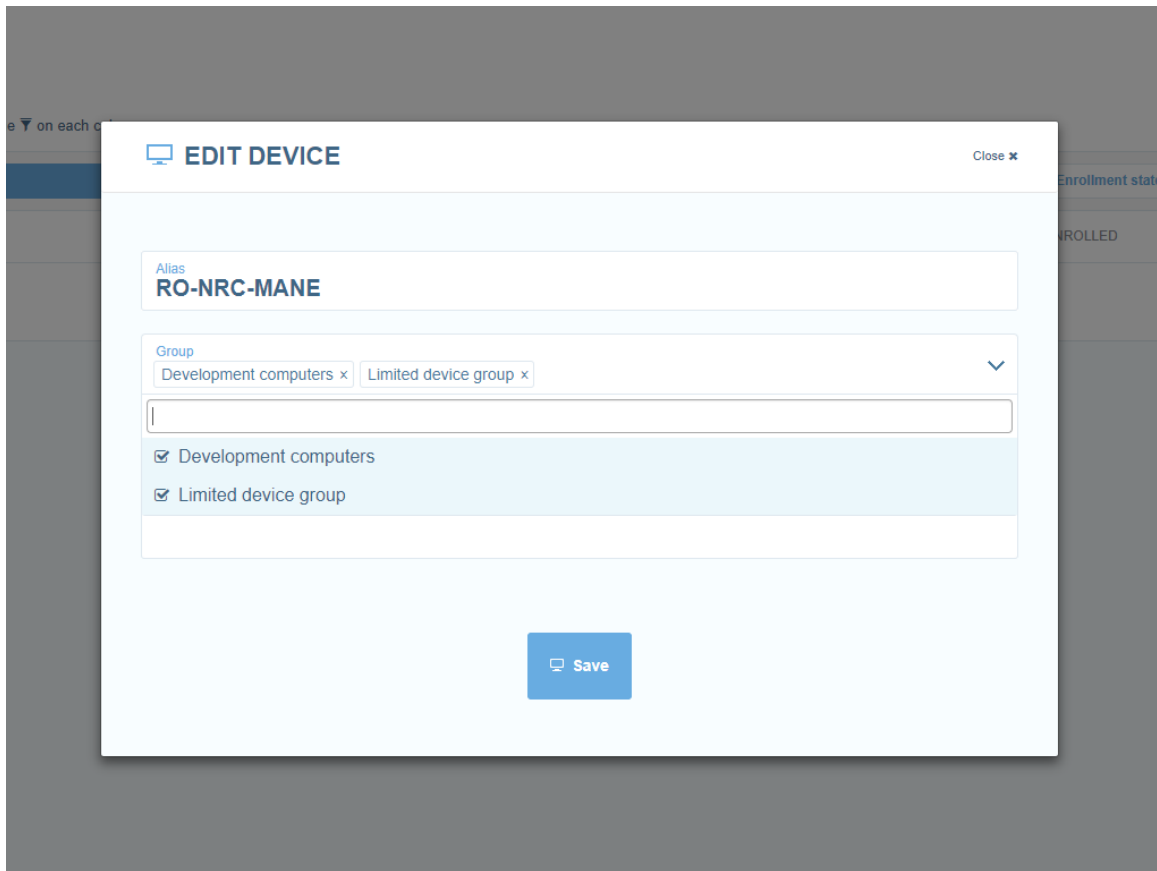 e on each c
EDIT DEVICE
Close ✖
Enrollment stat
NROLLED
Alias
RO-NRC-MANE
Group
Development computers x Limited device group x
Development computers
Limited device group
Save